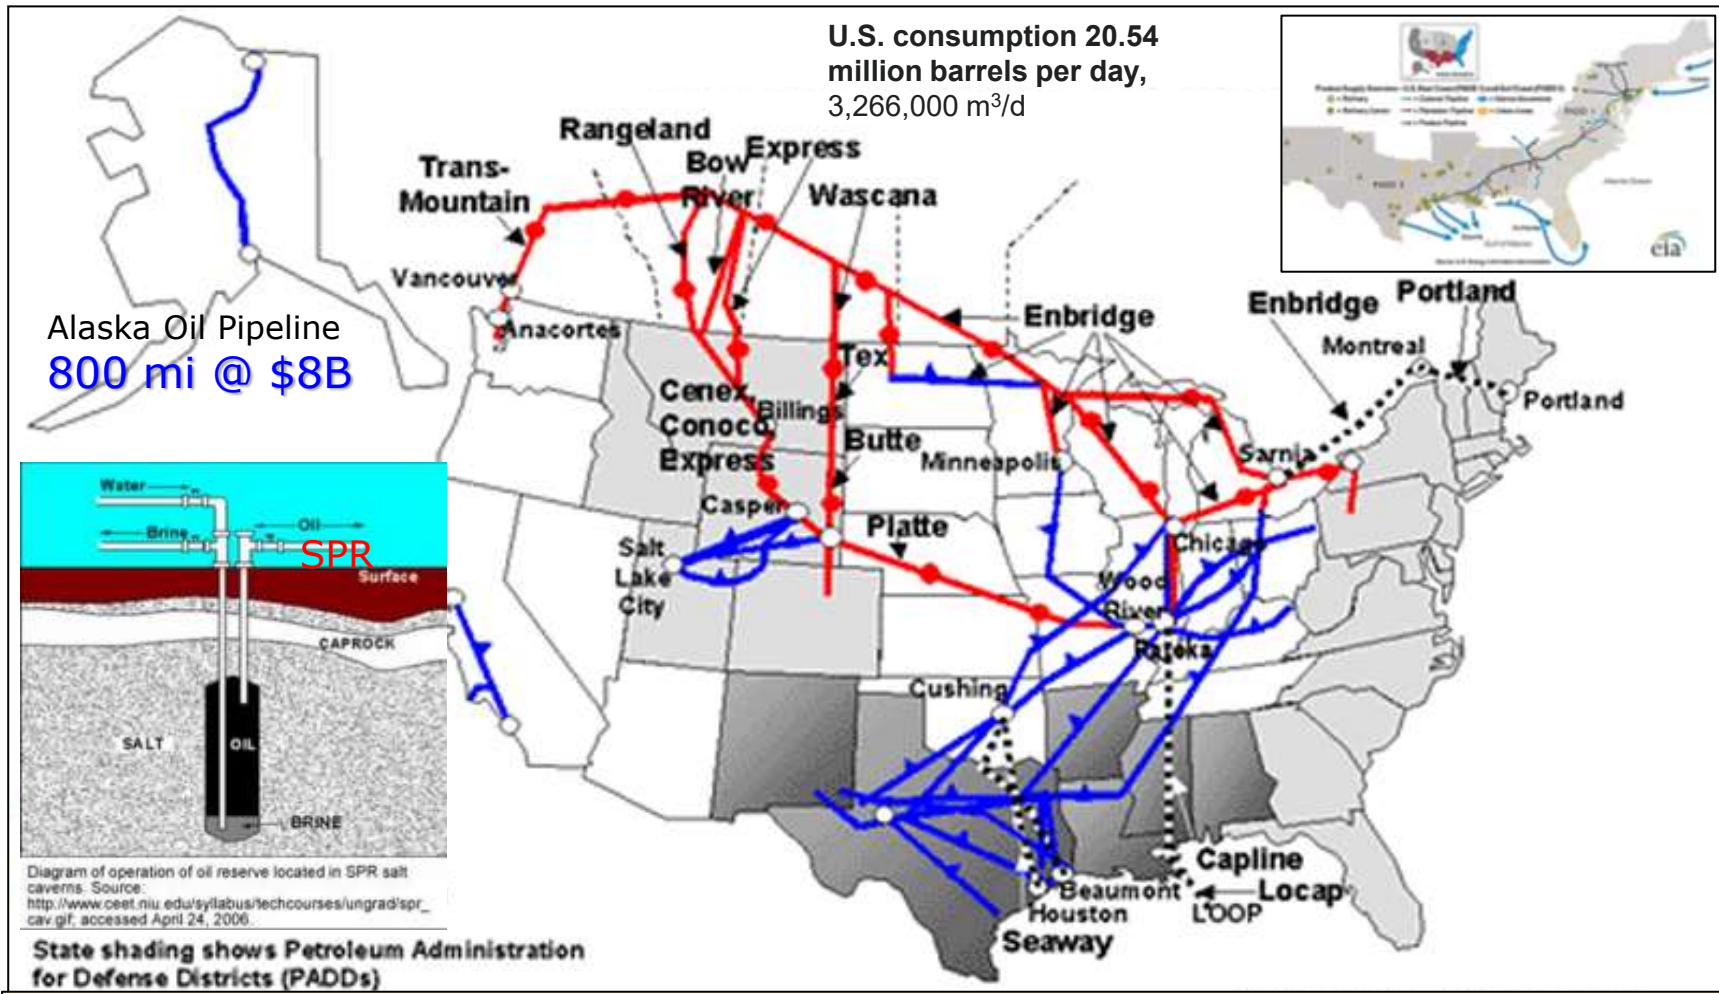 U.S. consumption 20.54
million barrels per day,
3,266,000 m³/d
Rangeland
Bow
River
Express
Trans-
Mountain
Wascana
Vancouver
Anacortes
Alaska Oil Pipeline
800 mi @ $8B
Enbridge
Enbridge
Portland
Montreal
Portland
Tex
Cenex,
Conoco,
Express
Billings
Butte
Minneapolis
Sarnia
Casper
Platte
Salt
Lake
City
Chicago
Wood
River
Patoka
Cushing
Capline
Locap
LOOP
Beaumont
Houston
Seaway
Water
Brine
Oil
SPR
Surface
CAPROCK
SALT
OIL
BRINE
Diagram of operation of oil reserve located in SPR salt
caverns. Source:
http://www.ceet.niu.edu/syllabus/techcourses/ungrad/spr_
cav.gif; accessed April 24, 2006.
State shading shows Petroleum Administration
for Defense Districts (PADDs)
eia